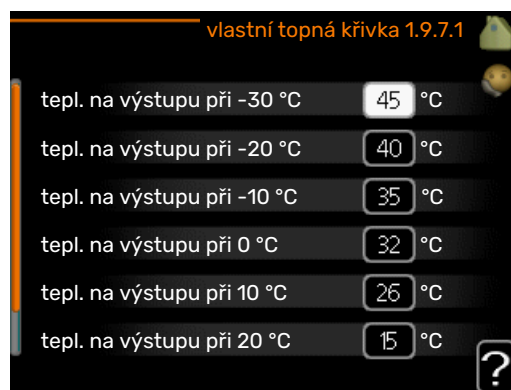 vlastní topná křivka 1.9.7.1
tepl. na výstupu při -30 °C 45 °C
tepl. na výstupu při -20 °C 40 °C
tepl. na výstupu při -10 °C 35 °C
tepl. na výstupu při 0 °C 32 °C
tepl. na výstupu při 10 °C 26 °C
tepl. na výstupu při 20 °C 15 °C
?